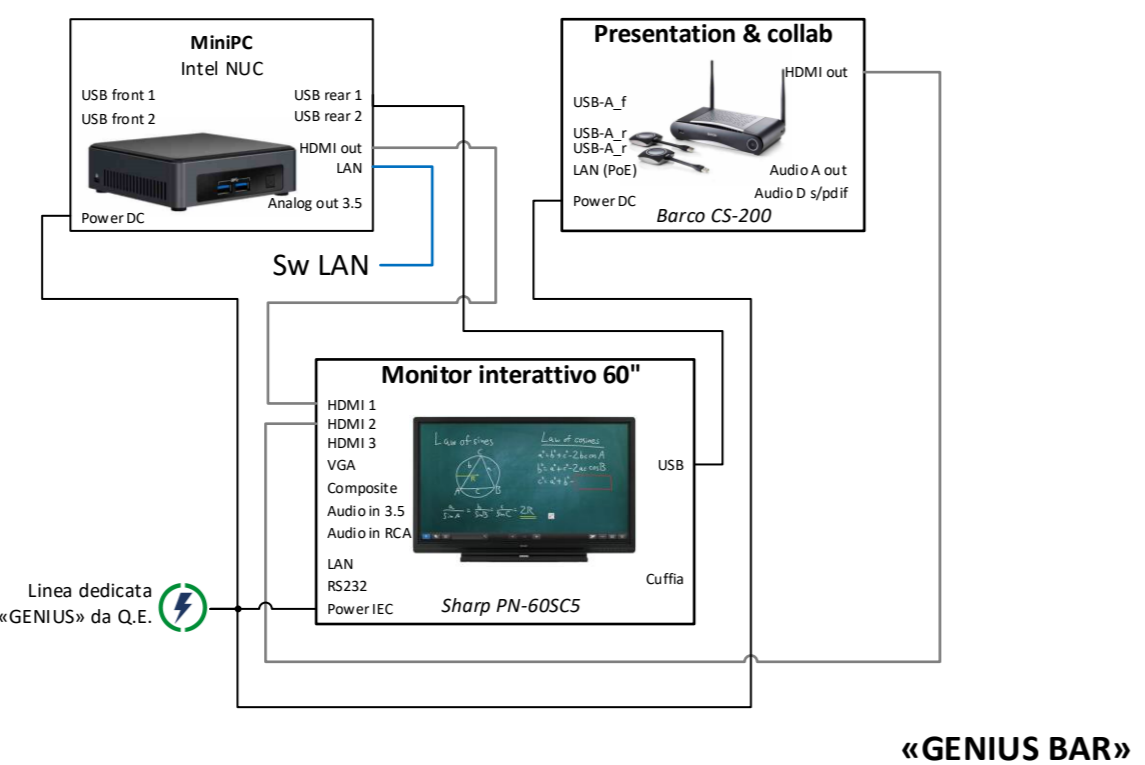 MiniPC
Intel NUC
USB front 1
USB front 2
USB rear 1
USB rear 2
HDMI out
LAN
Analog out 3.5
Power DC
Sw LAN
Presentation & collab
HDMI out
USB-A_f
USB-A_r
USB-A_r
LAN (PoE)
Power DC
Audio A out
Audio D s/pdif
Barco CS-200
Monitor interattivo 60"
HDMI 1
HDMI 2
HDMI 3
VGA
Composite
Audio in 3.5
Audio in RCA
LAN
RS232
Power IEC
Law of sines
Law of cosines
USB
Cuffia
Sharp PN-60SC5
Linea dedicata
«GENIUS» da Q.E.
«GENIUS BAR»